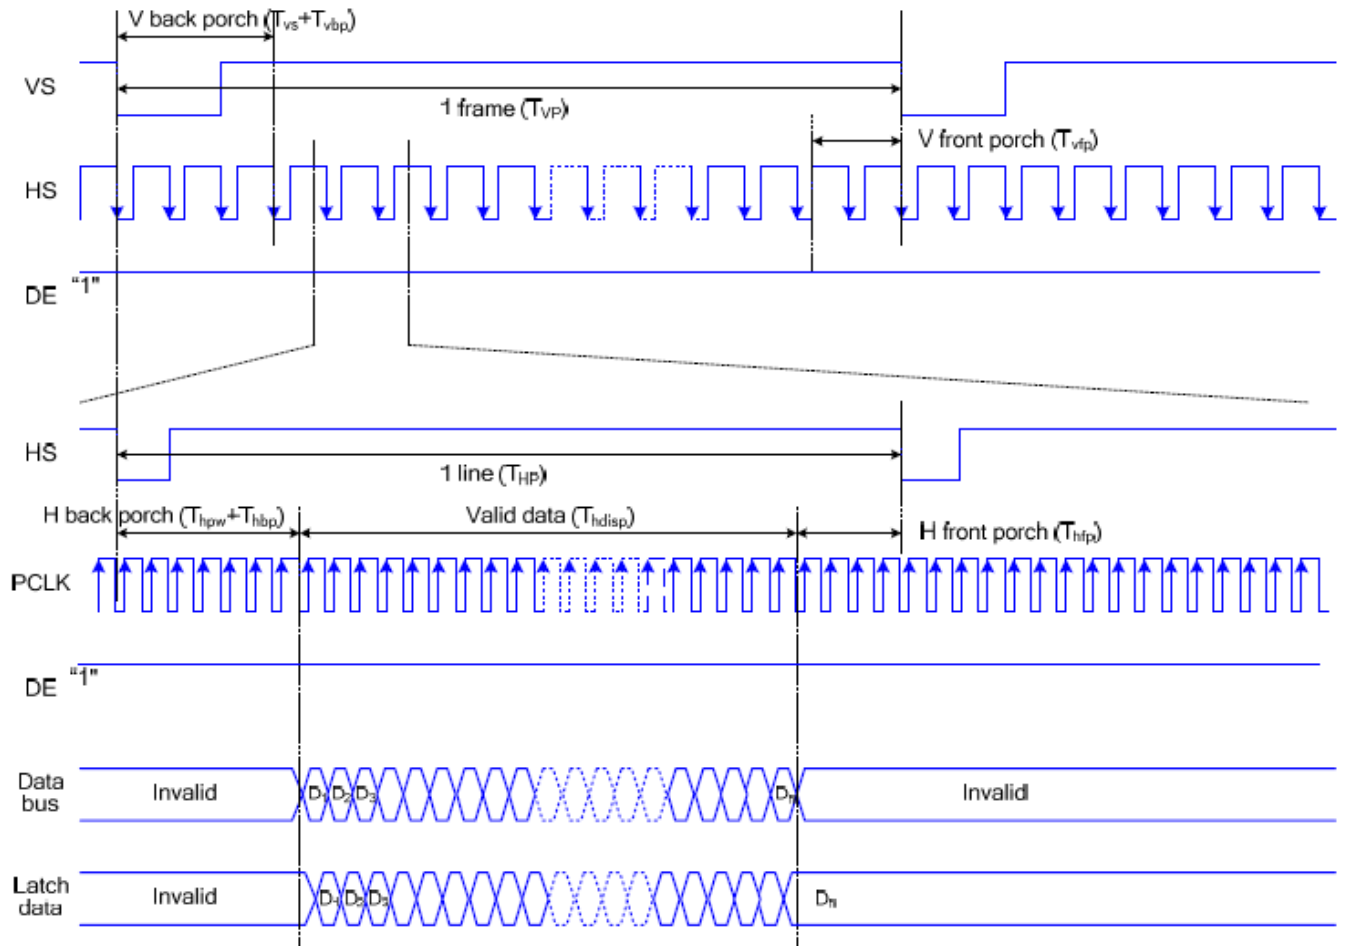 V back porch (Tvs+Tvbp)
VS
1 frame (TVP)
V front porch (Tvfp)
HS
DE "1"
HS
1 line (THP)
H back porch (Thpw+Thbp)
Valid data (Thdisp)
H front porch (Thfp)
PCLK
DE "1"
Data
bus
Invalid
D1 D2 D3
Dn
Invalid
Latch
data
Invalid
D1 D2 D3
Dn